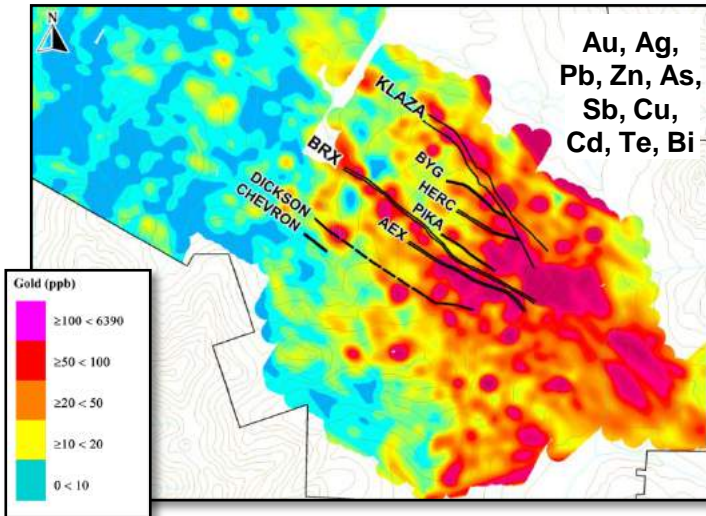 N
Au, Ag,
Pb, Zn, As,
Sb, Cu,
Cd, Te, Bi
KLAZA
BRX
BYG
HERC
PIKA
AEX
DICKSON
CHEVRON
Gold (ppb)
≥100 < 6390
≥50 < 100
≥20 < 50
≥10 < 20
0 < 10